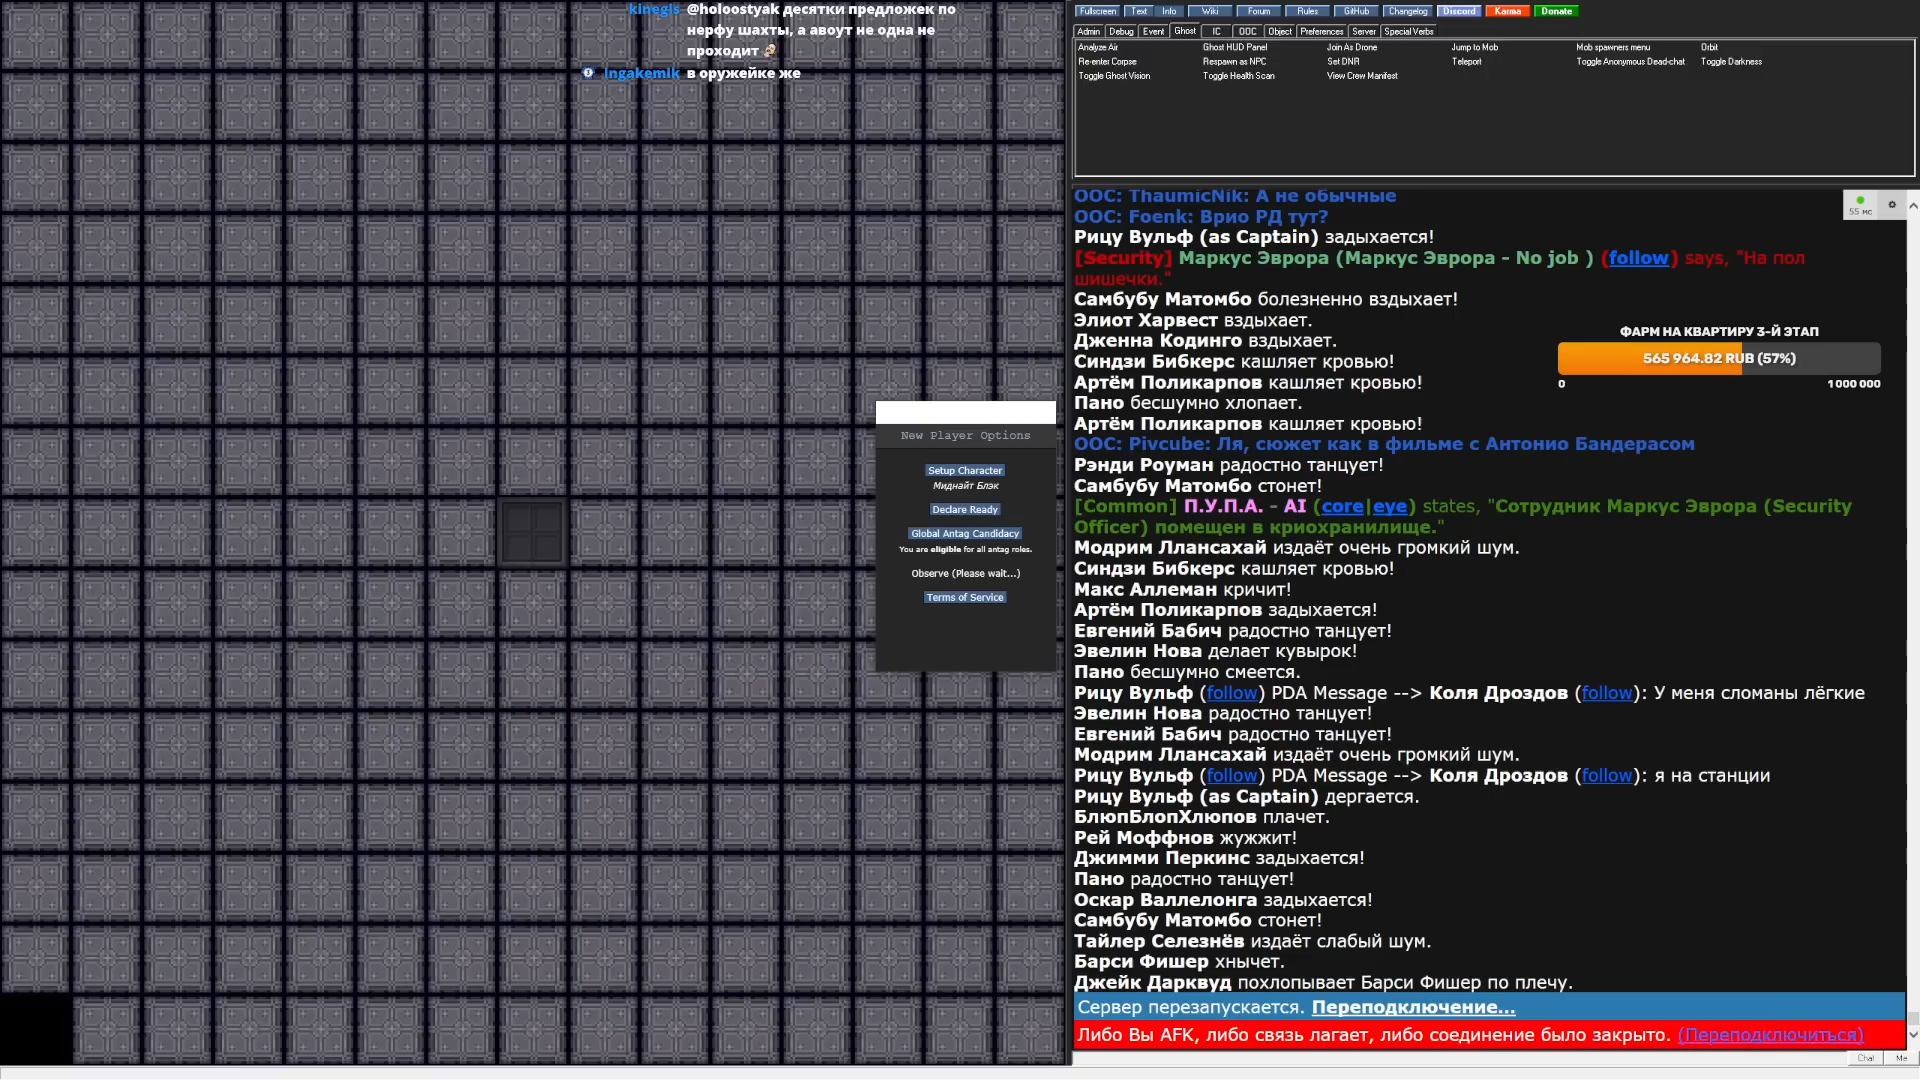 kinegls @holoostyak десятки предложек по
нерфу шахты, а авоут не одна не
проходит
Ingakemik в оружейке же
Fullscreen Text Info Wiki Forum Rules GitHub Changelog Discord Karma Donate
Admin Debug Event Ghost IC OOC Object Preferences Server Special Verbs
Analyze Air Ghost HUD Panel Join As Drone Jump to Mob Mob spawners menu Orbit
Re-enter Corpse Respawn as NPC Set DNR Teleport Toggle Anonymous Dead-chat Toggle Darkness
Toggle Ghost Vision Toggle Health Scan View Crew Manifest
OOC: ThaumicNik: А не обычные
55 мс
OOC: Foenk: Врио РД тут?
Рицу Вульф (as Captain) задыхается!
[Security] Маркус Эврора (Маркус Эврора - No job ) (follow) says, "На пол
шишечки."
Самбубу Матомбо болезненно вздыхает!
Элиот Харвест вздыхает.
Дженна Кодинго вздыхает.
Синдзи Бибкерс кашляет кровью!
Артём Поликарпов кашляет кровью!
Пано бесшумно хлопает.
Артём Поликарпов кашляет кровью!
ФАРМ НА КВАРТИРУ 3-Й ЭТАП
565 964.82 RUB (57%)
0 1 000 000
OOC: Pivcube: Ля, сюжет как в фильме с Антонио Бандерасом
Рэнди Роуман радостно танцует!
Самбубу Матомбо стонет!
[Common] П.У.П.А. - AI (core|eye) states, "Сотрудник Маркус Эврора (Security
Officer) помещен в криохранилище."
Модрим Ллансахай издаёт очень громкий шум.
Синдзи Бибкерс кашляет кровью!
Макс Аллеман кричит!
Артём Поликарпов задыхается!
Евгений Бабич радостно танцует!
Эвелин Нова делает кувырок!
Пано бесшумно смеется.
Рицу Вульф (follow) PDA Message --> Коля Дроздов (follow): У меня сломаны лёгкие
Эвелин Нова радостно танцует!
Евгений Бабич радостно танцует!
Модрим Ллансахай издаёт очень громкий шум.
Рицу Вульф (follow) PDA Message --> Коля Дроздов (follow): я на станции
Рицу Вульф (as Captain) дергается.
БлюпБлопХлюпов плачет.
Рей Моффнов жужжит!
Джимми Перкинс задыхается!
Пано радостно танцует!
Оскар Валлелонга задыхается!
Самбубу Матомбо стонет!
Тайлер Селезнёв издаёт слабый шум.
Барси Фишер хнычет.
Джейк Дарквуд похлопывает Барси Фишер по плечу.
Сервер перезапускается. Переподключение...
Либо Вы AFK, либо связь лагает, либо соединение было закрыто. (Переподключиться)
Chat Me
New Player Options
Setup Character
Миднайт Блэк
Declare Ready
Global Antag Candidacy
You are eligible for all antag roles.
Observe (Please wait...)
Terms of Service